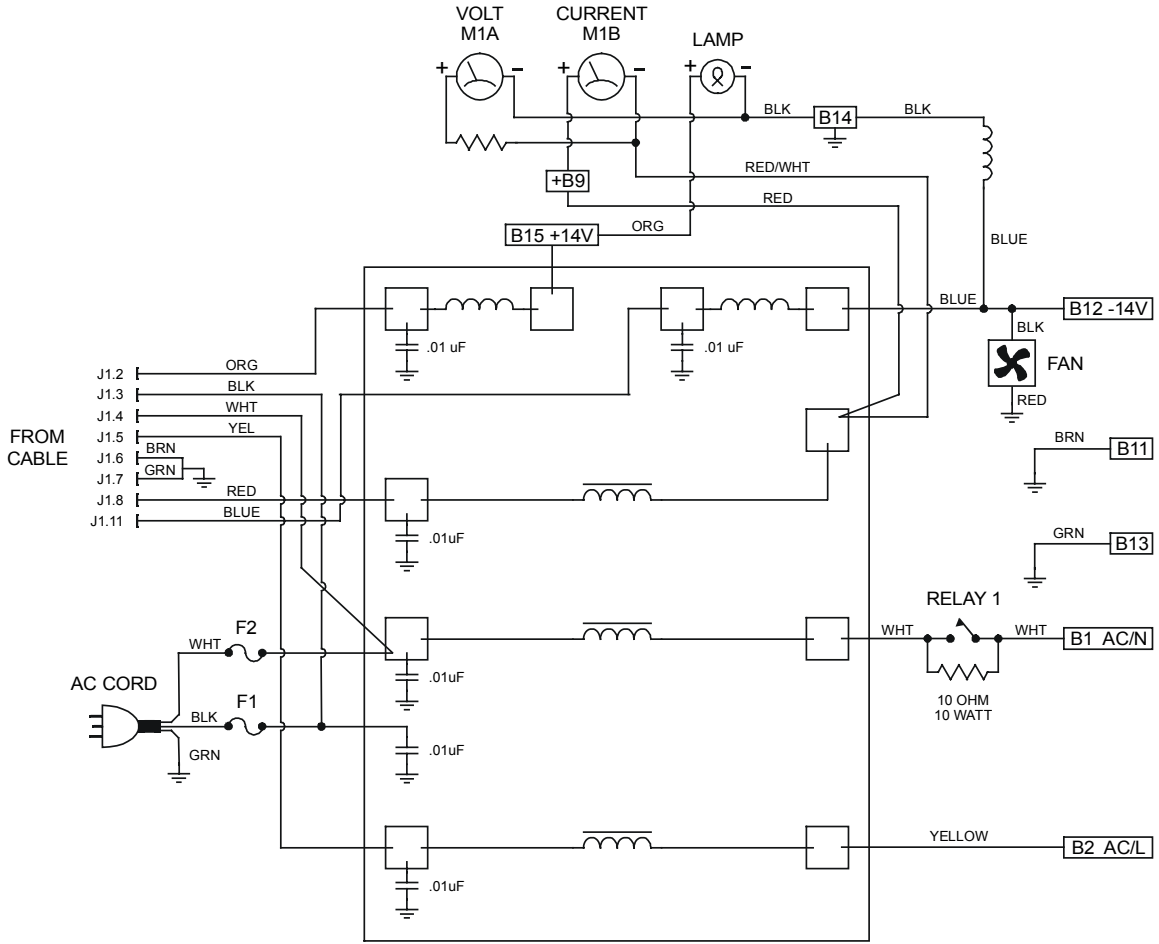 VOLT
M1A
CURRENT
M1B
LAMP
+ -
+ -
+ -
BLK
B14
BLK
RED/WHT
+B9
RED
B15 +14V
ORG
BLUE
BLUE
B12 -14V
.01 uF
.01 uF
BLK
FAN
RED
FROM
CABLE
J1.2
ORG
J1.3
BLK
J1.4
WHT
J1.5
YEL
J1.6
BRN
J1.7
GRN
J1.8
RED
J1.11
BLUE
BRN
B11
.01uF
GRN
B13
RELAY 1
WHT
WHT
B1 AC/N
10 OHM
10 WATT
F2
WHT
.01uF
AC CORD
F1
BLK
GRN
.01uF
YELLOW
B2 AC/L
.01uF